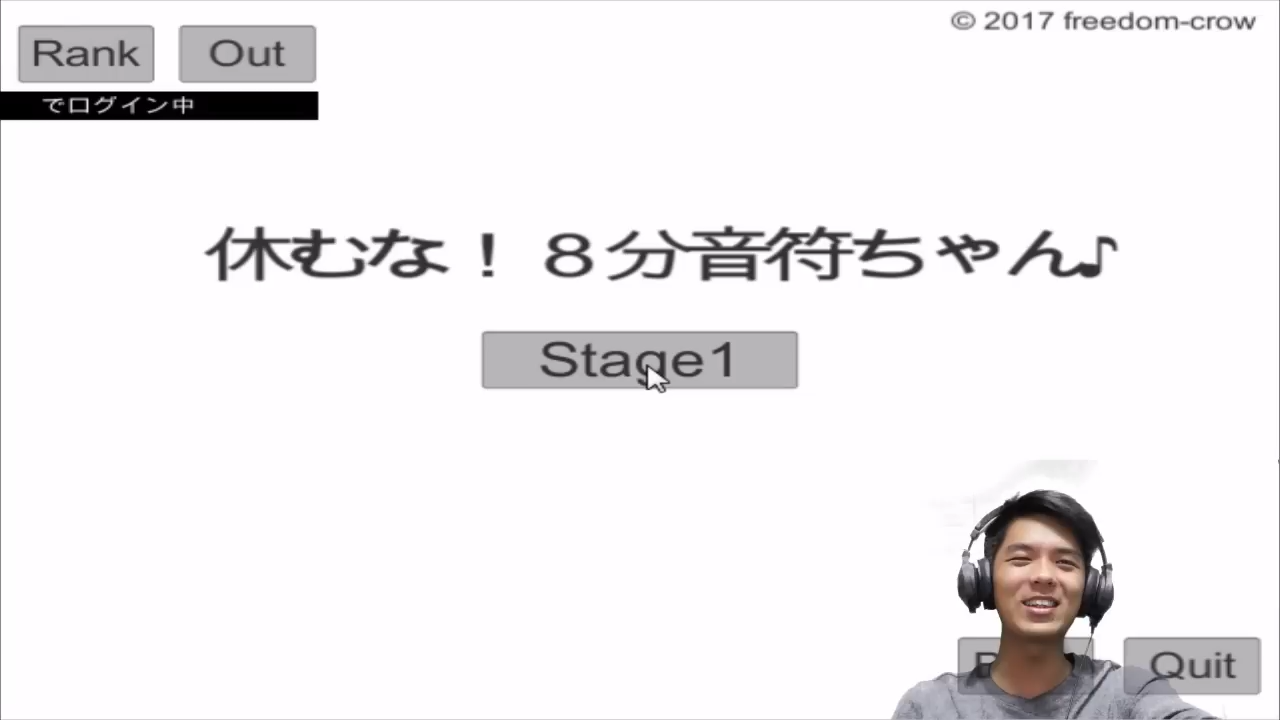 © 2017 freedom-crow
Rank Out
でログイン中
休むな！８分音符ちゃん♪
Stage1
Quit